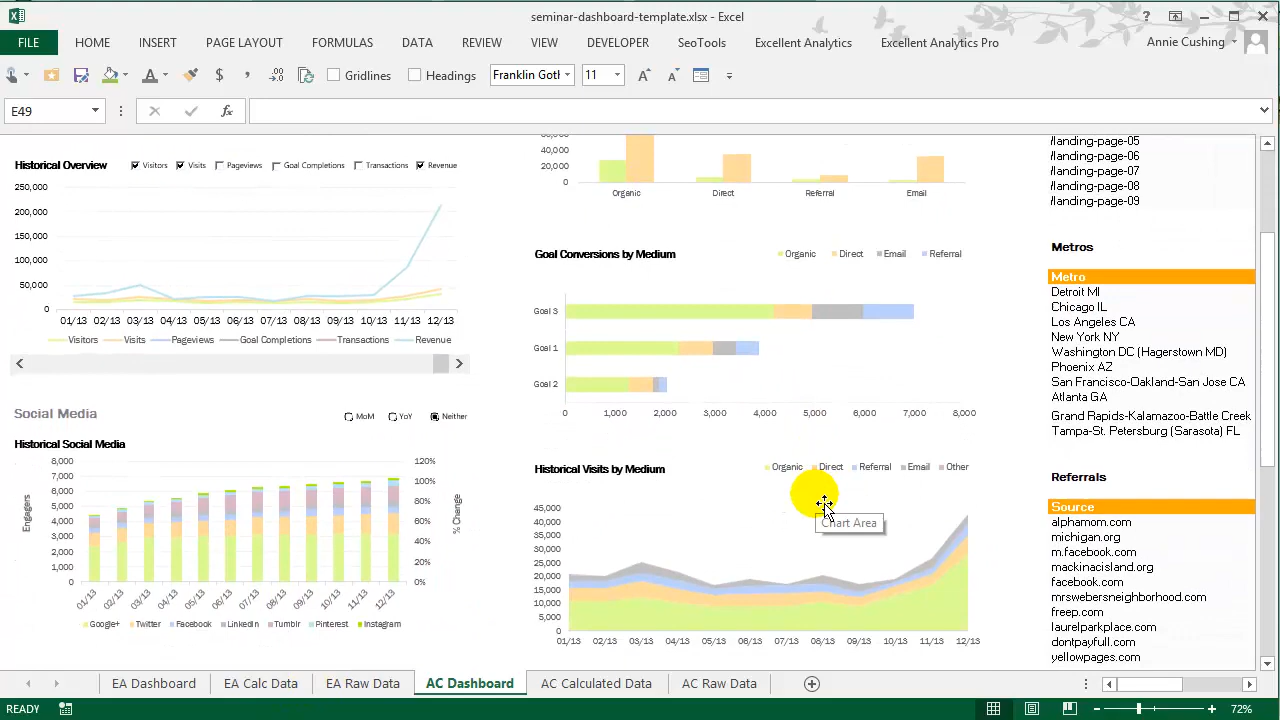 seminar-dashboard-template.xlsx - Excel
?
FILE HOME INSERT PAGE LAYOUT FORMULAS DATA REVIEW VIEW DEVELOPER SeoTools Excellent Analytics Excellent Analytics Pro Annie Cushing
A $ , .00 Gridlines Headings Franklin Goth 11 A A
E49 fx
Historical Overview Visitors Visits Pageviews Goal Completions Transactions Revenue
250,000
200,000
150,000
100,000
50,000
0
01/13 02/13 03/13 04/13 05/13 06/13 07/13 08/13 09/13 10/13 11/13 12/13
Visitors Visits Pageviews Goal Completions Transactions Revenue
Social Media MoM YoY Neither
Historical Social Media
8,000
7,000
6,000
5,000
4,000
3,000
2,000
1,000
0
Engagers
120%
100%
80%
60%
40%
20%
0%
% Change
01/13 02/13 03/13 04/13 05/13 06/13 07/13 08/13 09/13 10/13 11/13 12/13
Google+ Twitter Facebook LinkedIn Tumblr Pinterest Instagram
40,000
20,000
0
Organic Direct Referral Email
Goal Conversions by Medium Organic Direct Email Referral
Goal 3
Goal 1
Goal 2
0 1,000 2,000 3,000 4,000 5,000 6,000 7,000 8,000
Historical Visits by Medium Organic Direct Referral Email Other
Chart Area
45,000
40,000
35,000
30,000
25,000
20,000
15,000
10,000
5,000
0
01/13 02/13 03/13 04/13 05/13 06/13 07/13 08/13 09/13 10/13 11/13 12/13
/landing-page-05
/landing-page-06
/landing-page-07
/landing-page-08
/landing-page-09
Metros
Metro
Detroit MI
Chicago IL
Los Angeles CA
New York NY
Washington DC (Hagerstown MD)
Phoenix AZ
San Francisco-Oakland-San Jose CA
Atlanta GA
Grand Rapids-Kalamazoo-Battle Creek
Tampa-St. Petersburg (Sarasota) FL
Referrals
Source
alphamom.com
michigan.org
m.facebook.com
mackinacisland.org
facebook.com
mrswebersneighborhood.com
freep.com
laurelparkplace.com
dontpayfull.com
yellowpages.com
EA Dashboard EA Calc Data EA Raw Data AC Dashboard AC Calculated Data AC Raw Data
READY 72%